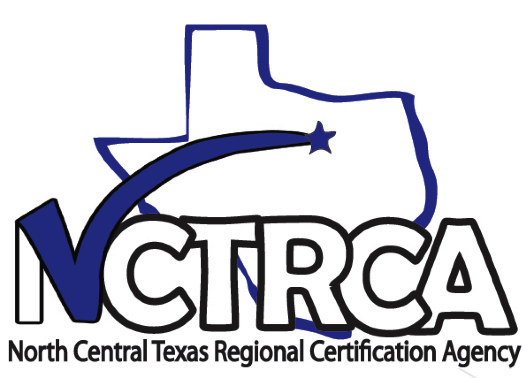 NCTRCA
North Central Texas Regional Certification Agency